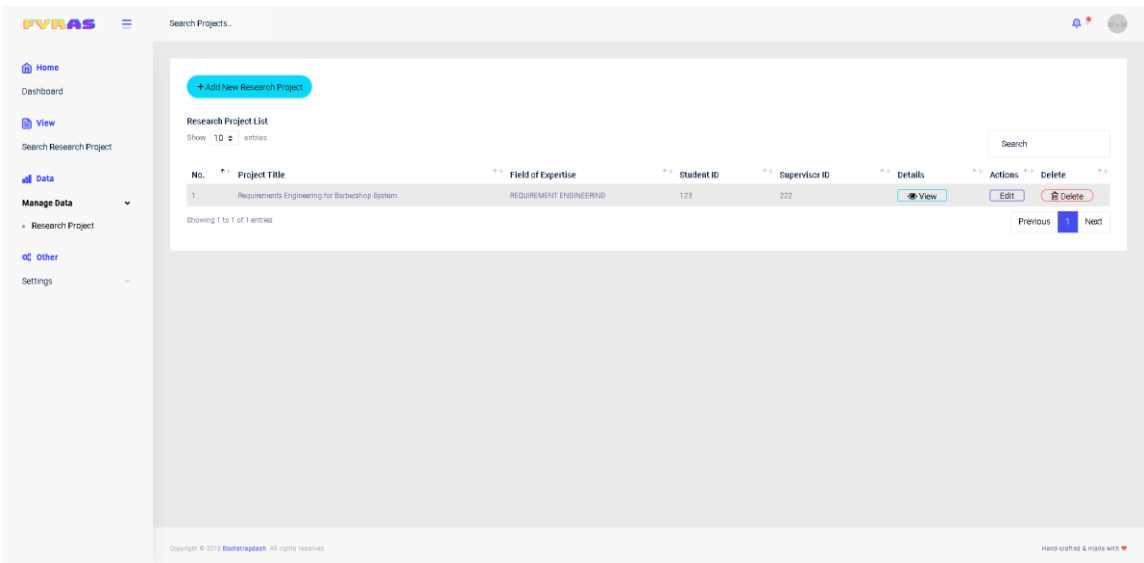 FYRAS
Search Projects..
Home
Dashboard
View
Search Research Project
Data
Manage Data
Research Project
Other
Settings
+Add New Research Project
Research Project List
Show 10 entries
Search
No. Project Title Field of Expertise Student ID Supervisor ID Details Actions Delete
1 Requirements Engineering for Barbershop System REQUIREMENT ENGINEERING 123 222 View Edit Delete
Showing 1 to 1 of 1 entries
Previous 1 Next
Copyright © 2018 Bootstrapdash. All rights reserved.
Hand-crafted & made with